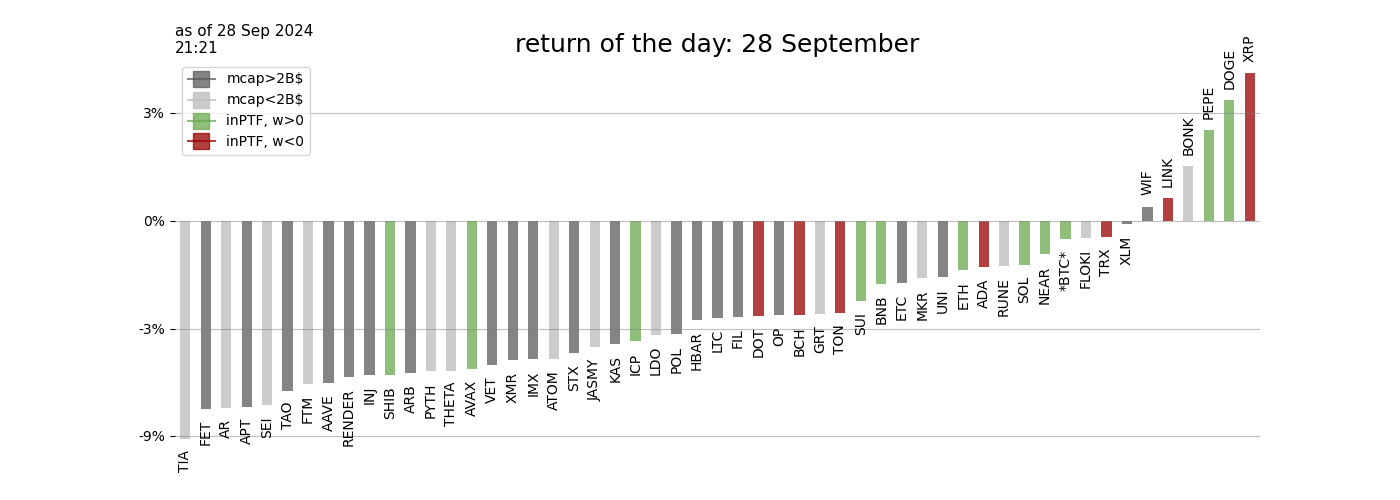 as of 28 Sep 2024
21:21
return of the day: 28 September
mcap>2B$
mcap<2B$
inPTF, w>0
inPTF, w<0
3%
0%
-3%
-9%
TIA
FET
AR
APT
SEI
TAO
FTM
AAVE
RENDER
INJ
SHIB
ARB
PYTH
THETA
AVAX
VET
XMR
IMX
ATOM
STX
JASMY
KAS
ICP
LDO
POL
HBAR
LTC
FIL
DOT
OP
BCH
GRT
TON
SUI
BNB
ETC
MKR
UNI
ETH
ADA
RUNE
SOL
NEAR
*BTC*
FLOKI
TRX
XLM
WIF
LINK
BONK
PEPE
DOGE
XRP